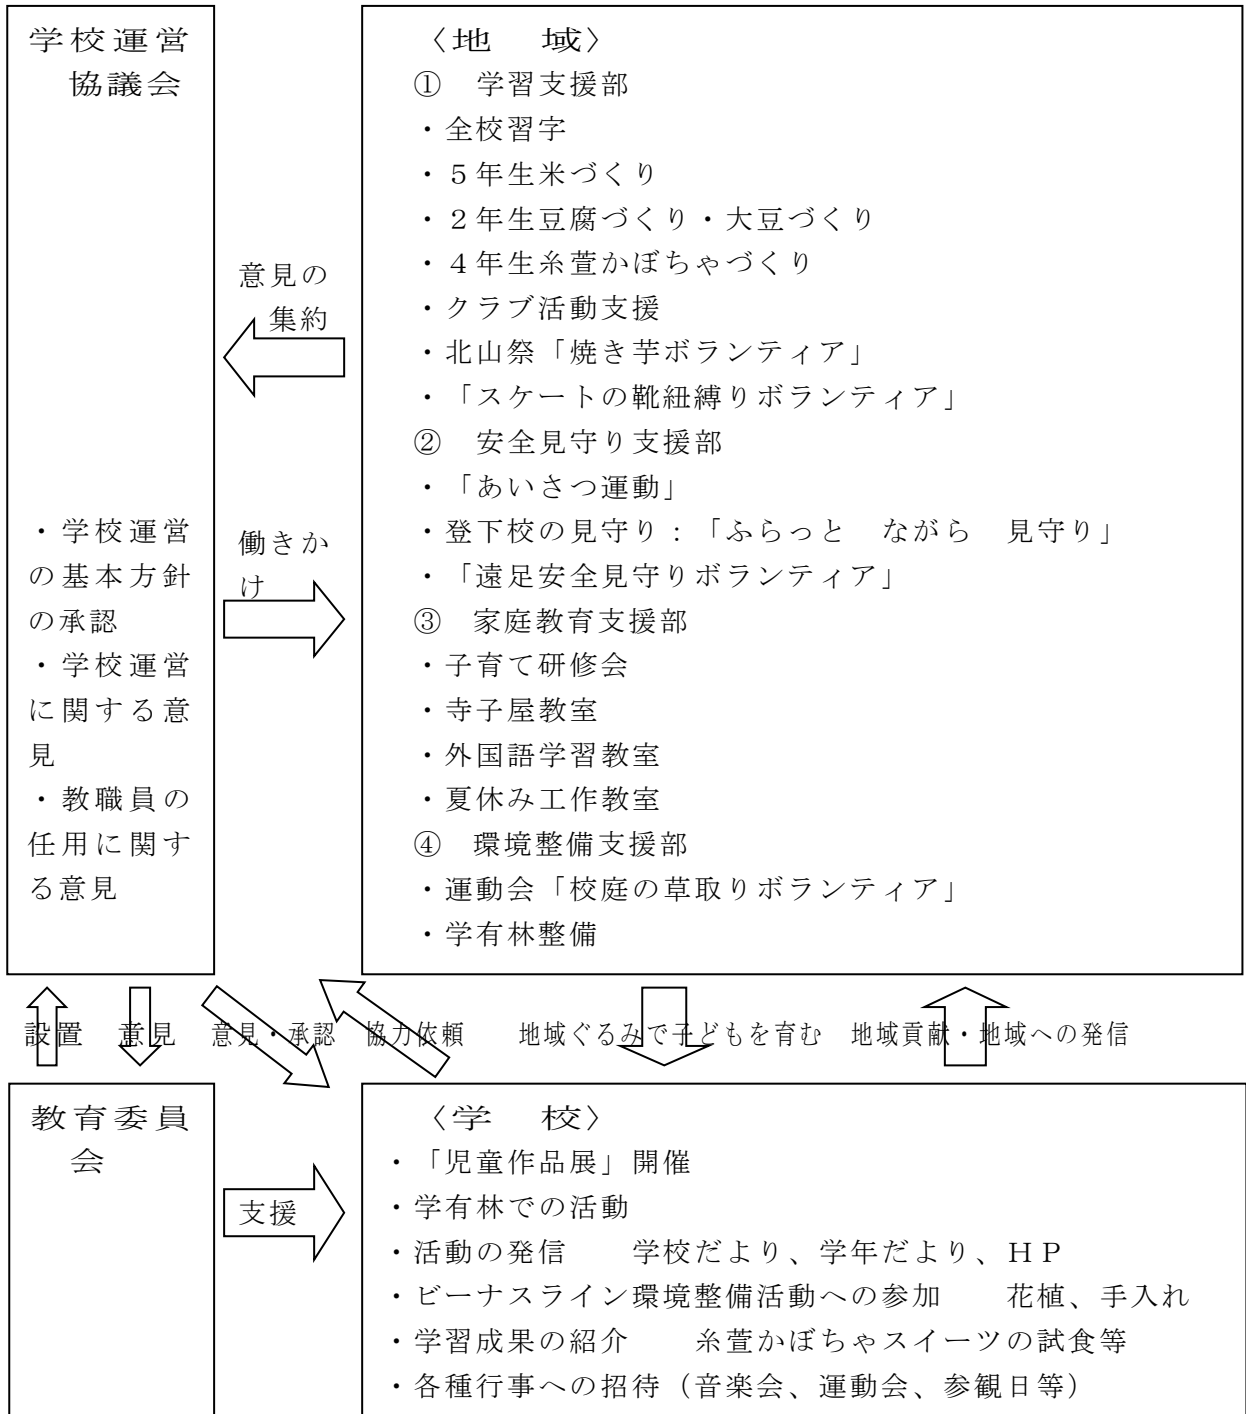 学校運営
協議会
・学校運営
の基本方針
の承認
・学校運営
に関する意
見
・教職員の
任用に関す
る意見
意見の
集約
働きか
け
〈地　域〉
①　学習支援部
・全校習字
・５年生米づくり
・２年生豆腐づくり・大豆づくり
・４年生糸萱かぼちゃづくり
・クラブ活動支援
・北山祭「焼き芋ボランティア」
・「スケートの靴紐縛りボランティア」
②　安全見守り支援部
・「あいさつ運動」
・登下校の見守り：「ふらっと　ながら　見守り」
・「遠足安全見守りボランティア」
③　家庭教育支援部
・子育て研修会
・寺子屋教室
・外国語学習教室
・夏休み工作教室
④　環境整備支援部
・運動会「校庭の草取りボランティア」
・学有林整備
設置　意見　意見・承認　協力依頼　地域ぐるみで子どもを育む　地域貢献・地域への発信
教育委員
会
支援
〈学　校〉
・「児童作品展」開催
・学有林での活動
・活動の発信　　学校だより、学年だより、ＨＰ
・ビーナスライン環境整備活動への参加　　花植、手入れ
・学習成果の紹介　　糸萱かぼちゃスイーツの試食等
・各種行事への招待（音楽会、運動会、参観日等）